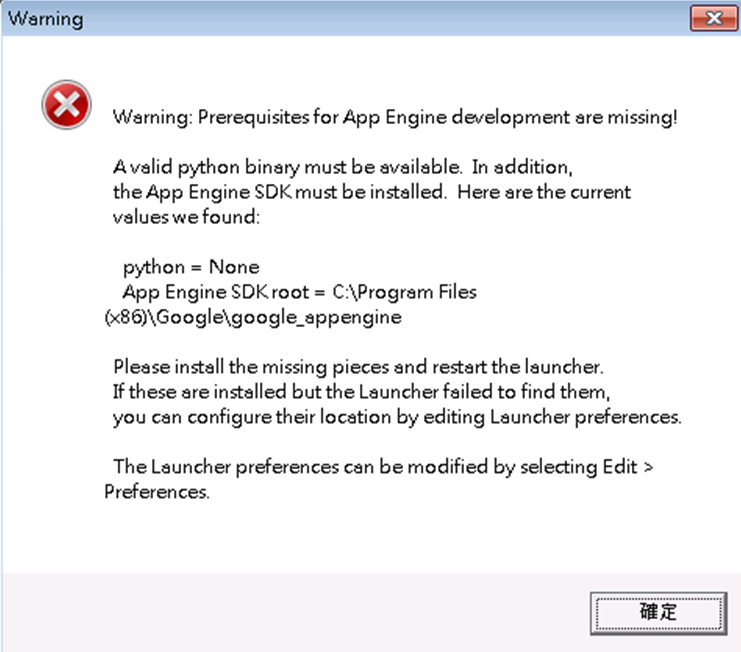 Warning
Warning: Prerequisites for App Engine development are missing!
A valid python binary must be available.  In addition,
the App Engine SDK must be installed.  Here are the current
values we found:
python = None
App Engine SDK root = C:\Program Files
(x86)\Google\google_appengine
Please install the missing pieces and restart the launcher.
If these are installed but the Launcher failed to find them,
you can configure their location by editing Launcher preferences.
The Launcher preferences can be modified by selecting Edit >
Preferences.
確定